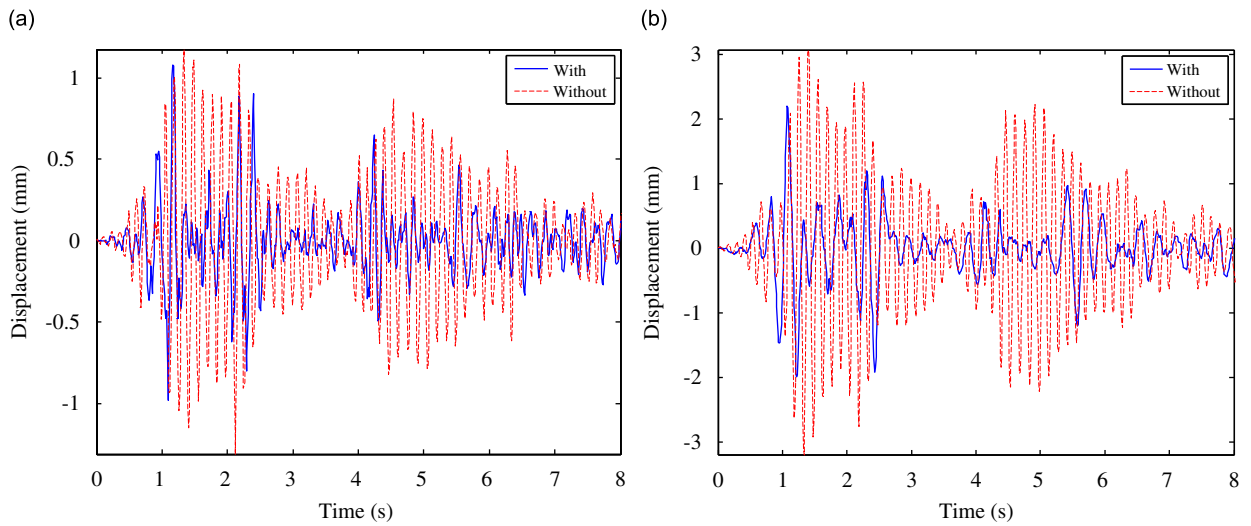 (a)
With
Without
1
0.5
0
-0.5
-1
Displacement (mm)
0 1 2 3 4 5 6 7 8
Time (s)
(b)
With
Without
3
2
1
0
-1
-2
-3
Displacement (mm)
0 1 2 3 4 5 6 7 8
Time (s)